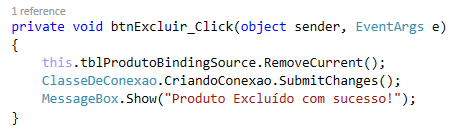 1 reference
private void btnExcluir_Click(object sender, EventArgs e)
{
this.tblProdutoBindingSource.RemoveCurrent();
ClasseDeConexao.CriandoConexao.SubmitChanges();
MessageBox.Show("Produto Excluído com sucesso!");
}